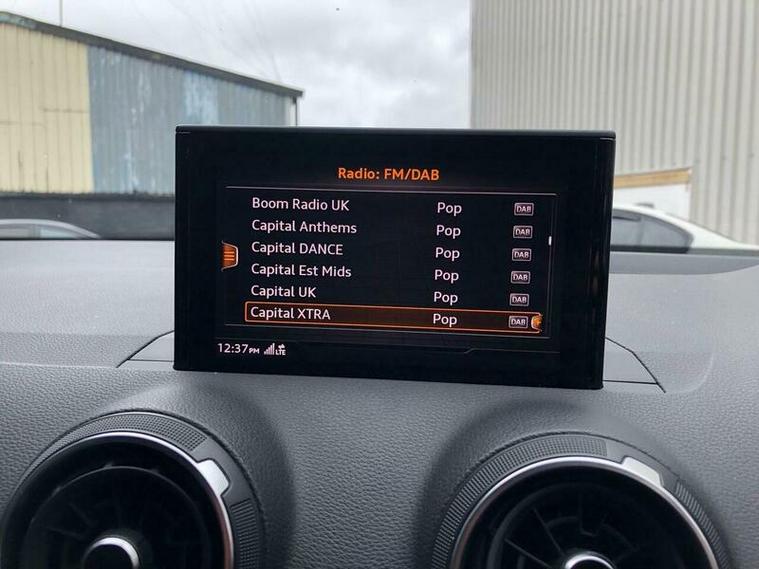 Radio: FM/DAB
Boom Radio UK Pop DAB
Capital Anthems Pop DAB
Capital DANCE Pop DAB
Capital Est Mids Pop DAB
Capital UK Pop DAB
Capital XTRA Pop DAB
12:37PM LTE